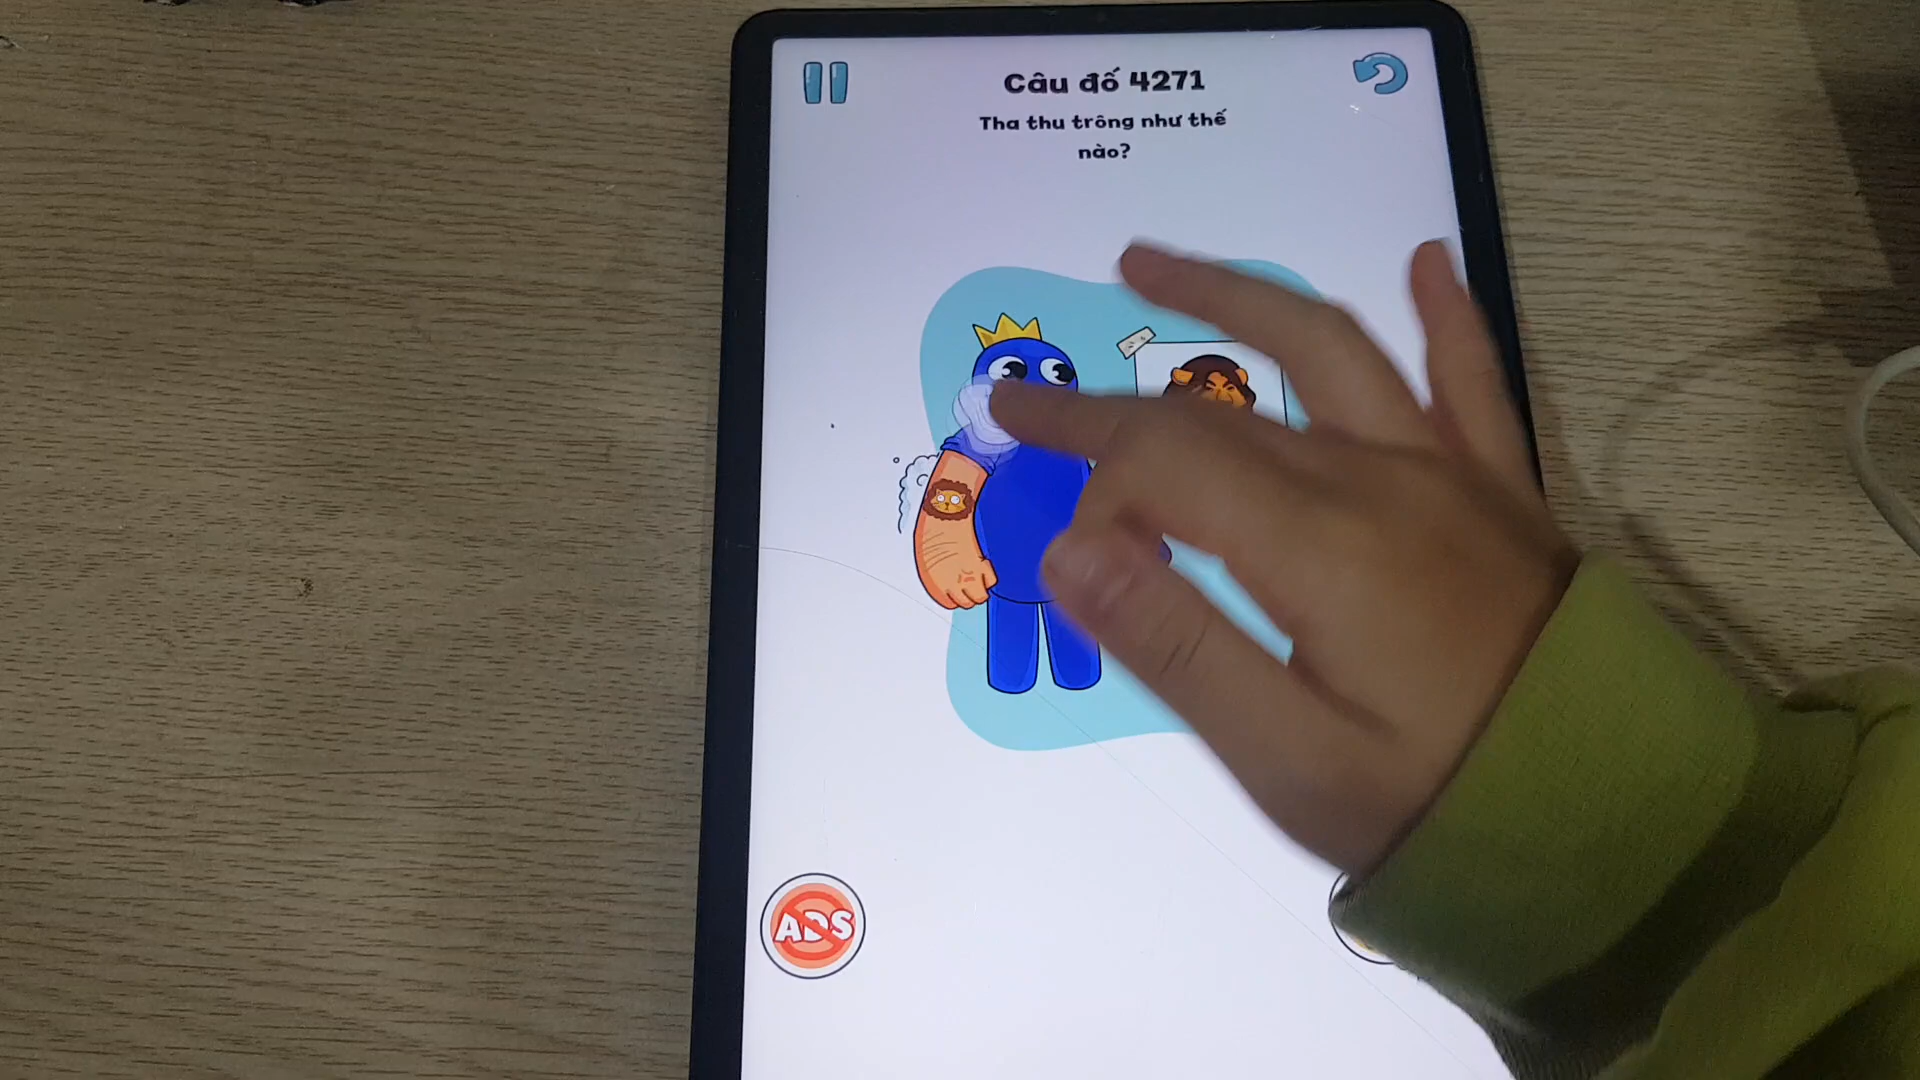 Câu đố 4271
Tha thu trông như thế
nào?
ADS